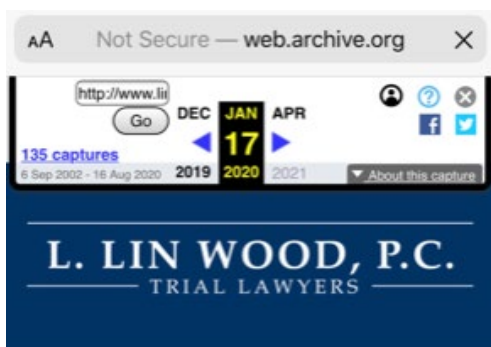 AA Not Secure — web.archive.org X
http://www.lin
Go
DEC JAN APR
17
135 captures
6 Sep 2002 - 16 Aug 2020
2019 2020 2021
▼ About this capture
L. LIN WOOD, P.C.
TRIAL LAWYERS